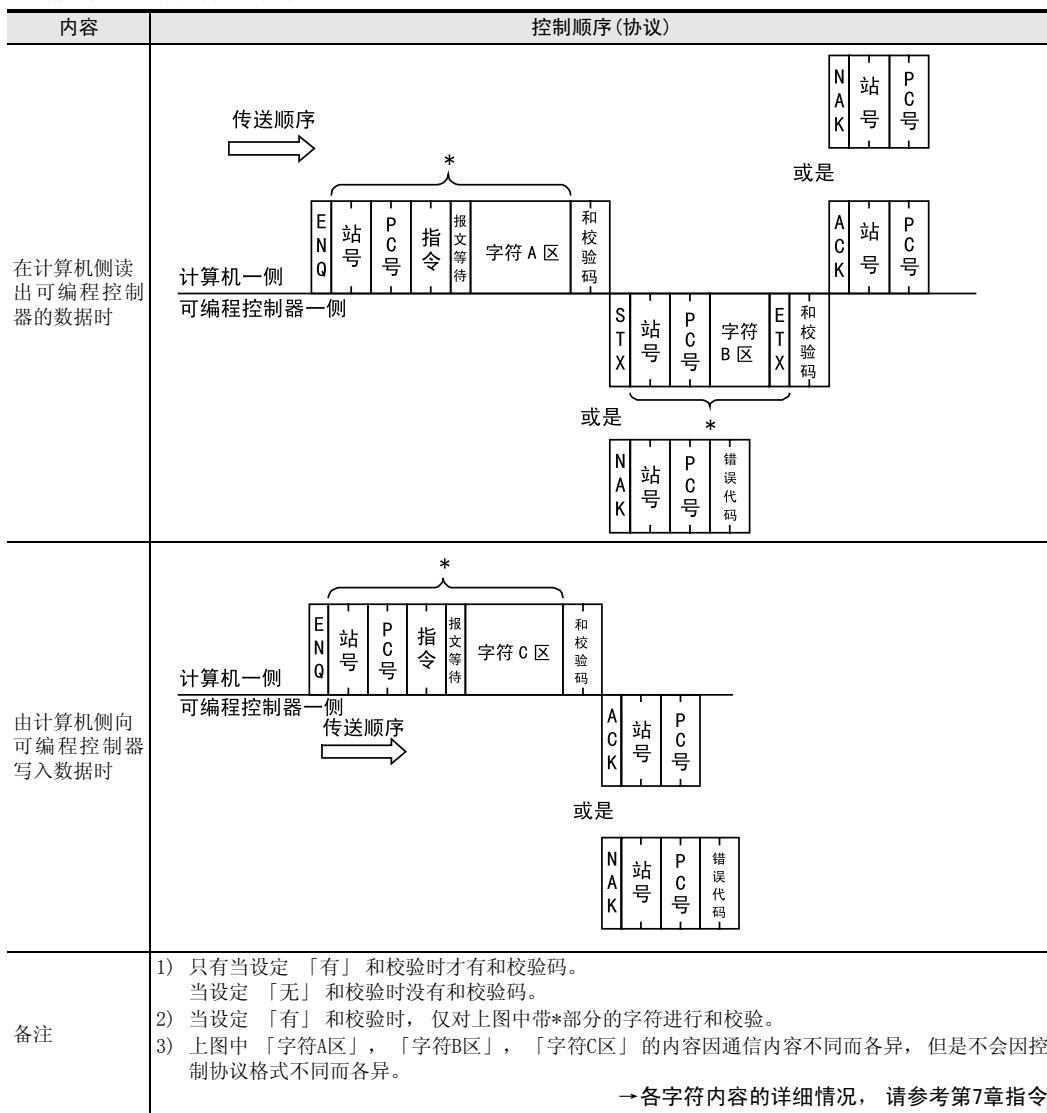 内容 控制顺序(协议)
在计算机侧读
出可编程控制
器的数据时
传送顺序
*
NAK 站号 PC号
或是
ENQ 站号 PC号 指令 报文等待 字符A区 和校验码
ACK 站号 PC号
计算机一侧
可编程控制器一侧
STX 站号 PC号 字符B区 ETX 和校验码
*
或是
NAK 站号 PC号 错误代码
由计算机侧向
可编程控制器
写入数据时
*
ENQ 站号 PC号 指令 报文等待 字符C区 和校验码
计算机一侧
可编程控制器一侧
传送顺序
ACK 站号 PC号
或是
NAK 站号 PC号 错误代码
备注
1) 只有当设定 「有」 和校验时才有和校验码。
当设定 「无」 和校验时没有和校验码。
2) 当设定 「有」 和校验时, 仅对上图中带*部分的字符进行和校验。
3) 上图中 「字符A区」, 「字符B区」, 「字符C区」 的内容因通信内容不同而各异, 但是不会因控
制协议格式不同而各异。
→各字符内容的详细情况, 请参考第7章指令